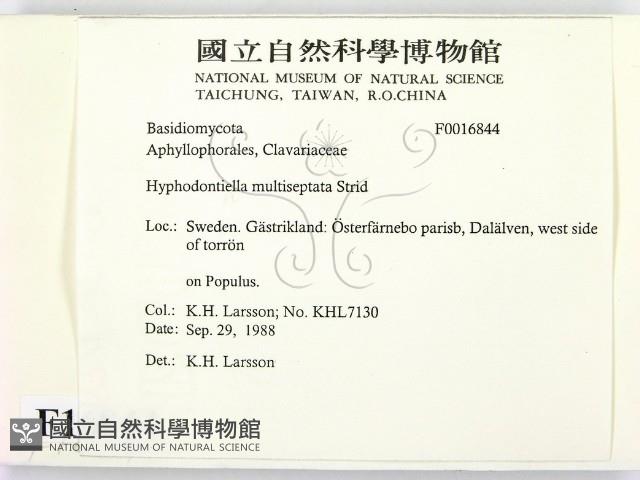 國立自然科學博物館
NATIONAL MUSEUM OF NATURAL SCIENCE
TAICHUNG, TAIWAN, R.O.CHINA
Basidiomycota F0016844
Aphyllophorales, Clavariaceae
Hyphodontiella multiseptata Strid
Loc.: Sweden. Gästrikland: Österfärnebo parisb, Dalälven, west side
of torrön
on Populus.
Col.: K.H. Larsson; No. KHL7130
Date: Sep. 29, 1988
Det.: K.H. Larsson
國立自然科學博物館
NATIONAL MUSEUM OF NATURAL SCIENCE